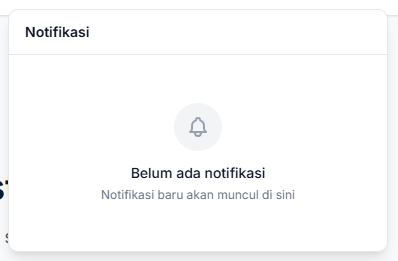 Notifikasi
Belum ada notifikasi
Notifikasi baru akan muncul di sini